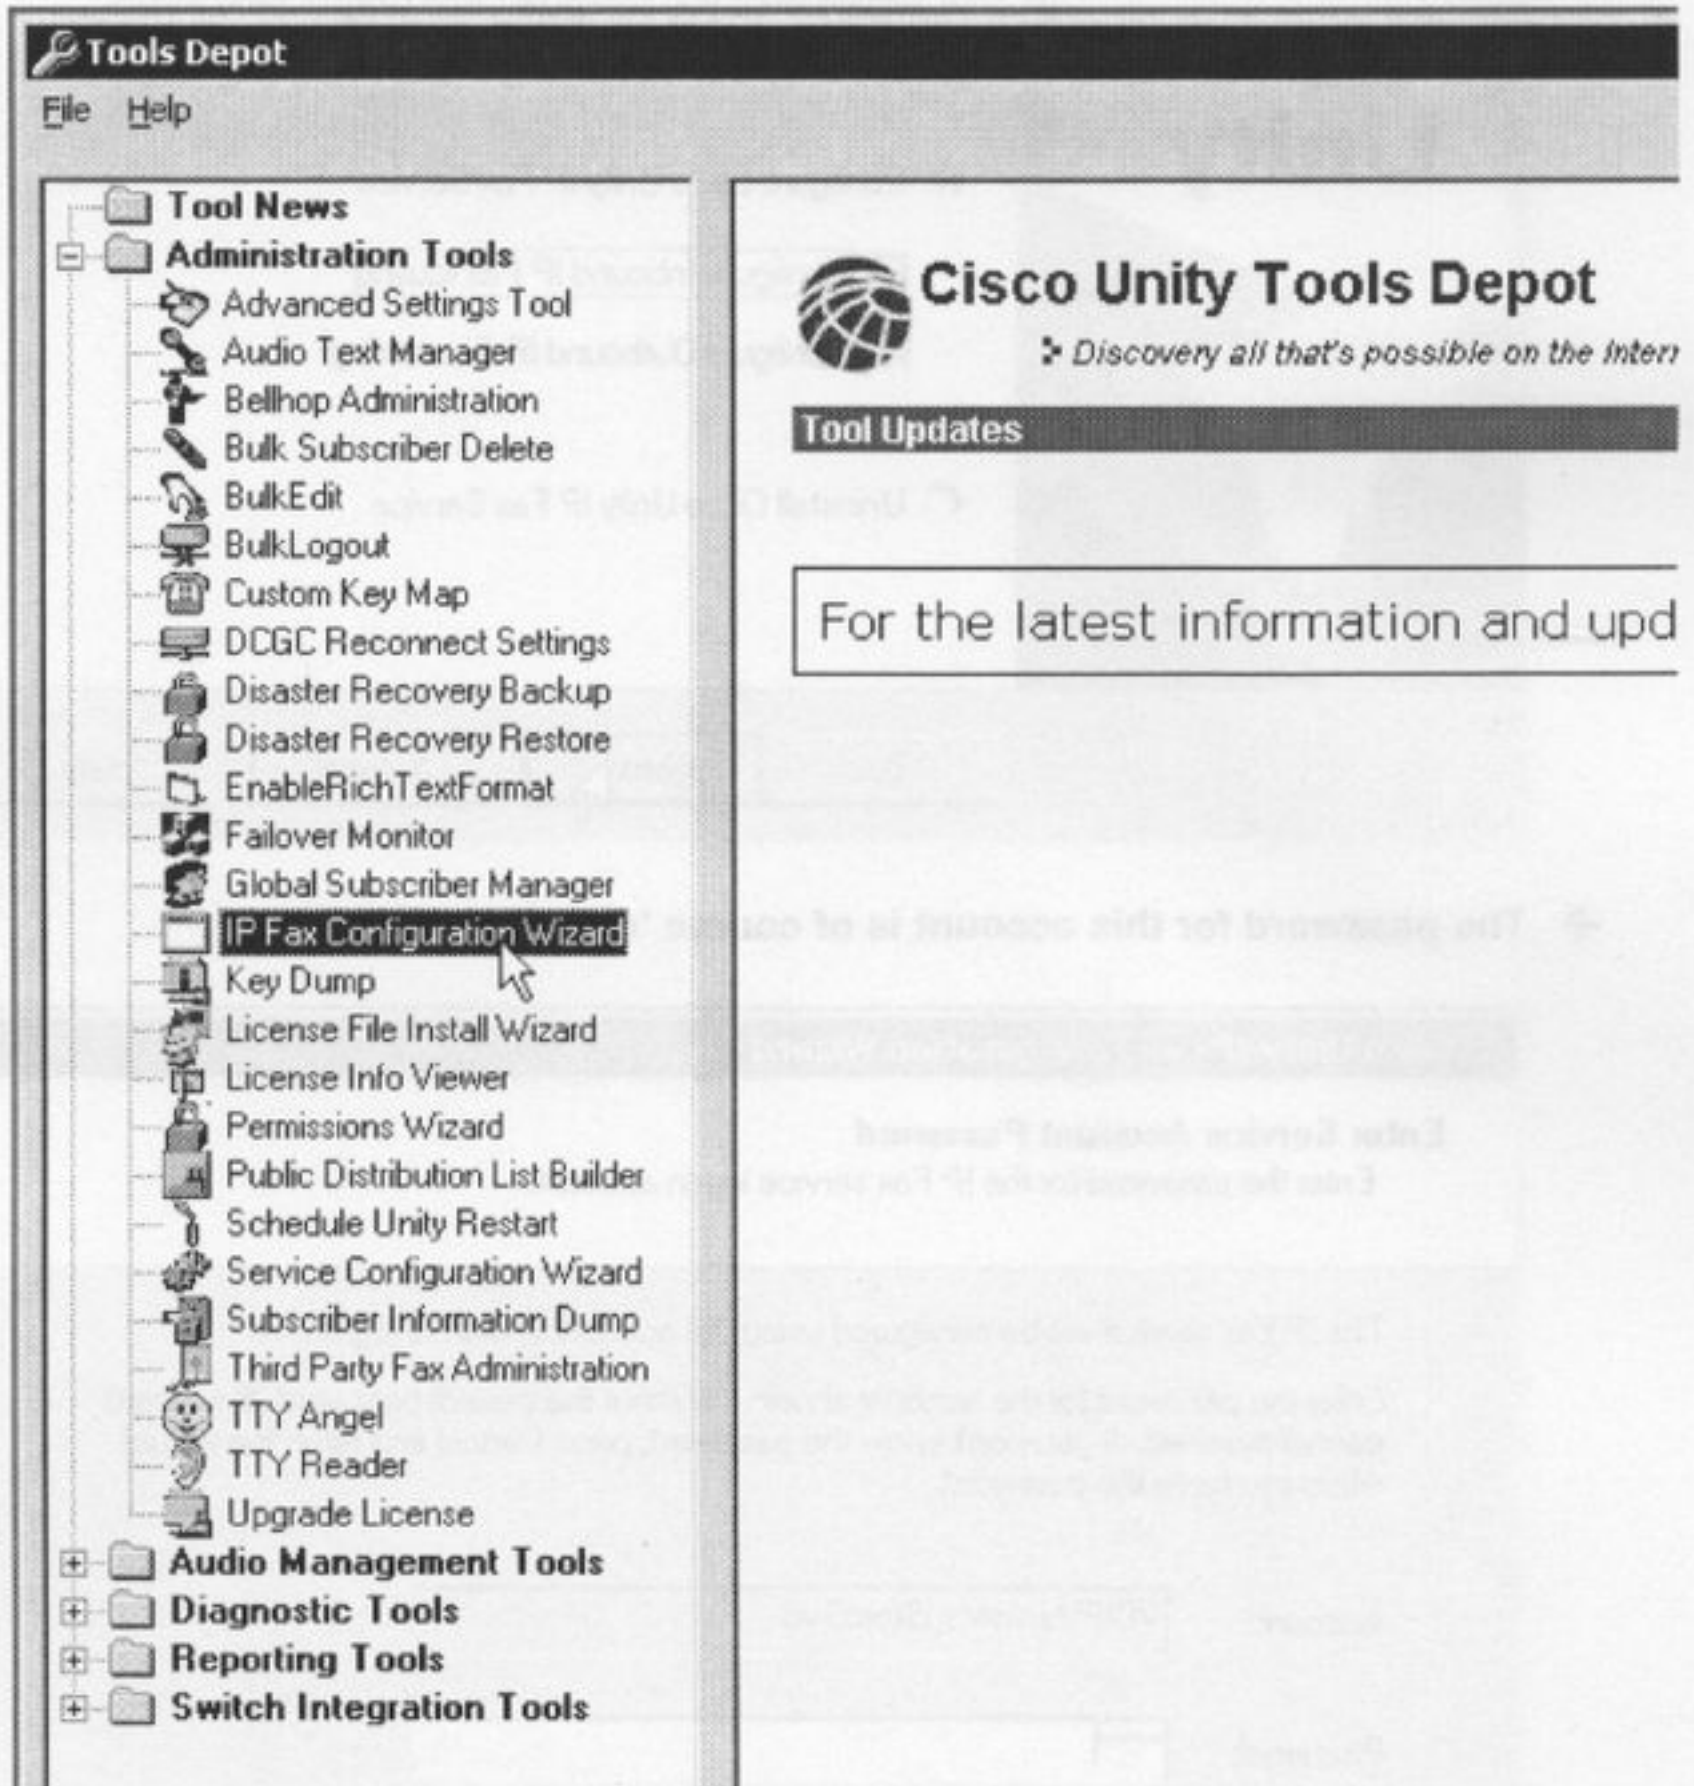 Tools Depot
File Help
Tool News
Administration Tools
Advanced Settings Tool
Audio Text Manager
Bellhop Administration
Bulk Subscriber Delete
BulkEdit
BulkLogout
Custom Key Map
DCGC Reconnect Settings
Disaster Recovery Backup
Disaster Recovery Restore
EnableRichTextFormat
Failover Monitor
Global Subscriber Manager
IP Fax Configuration Wizard
Key Dump
License File Install Wizard
License Info Viewer
Permissions Wizard
Public Distribution List Builder
Schedule Unity Restart
Service Configuration Wizard
Subscriber Information Dump
Third Party Fax Administration
TTY Angel
TTY Reader
Upgrade License
Audio Management Tools
Diagnostic Tools
Reporting Tools
Switch Integration Tools
Cisco Unity Tools Depot
Discovery all that's possible on the Inter
Tool Updates
For the latest information and upd